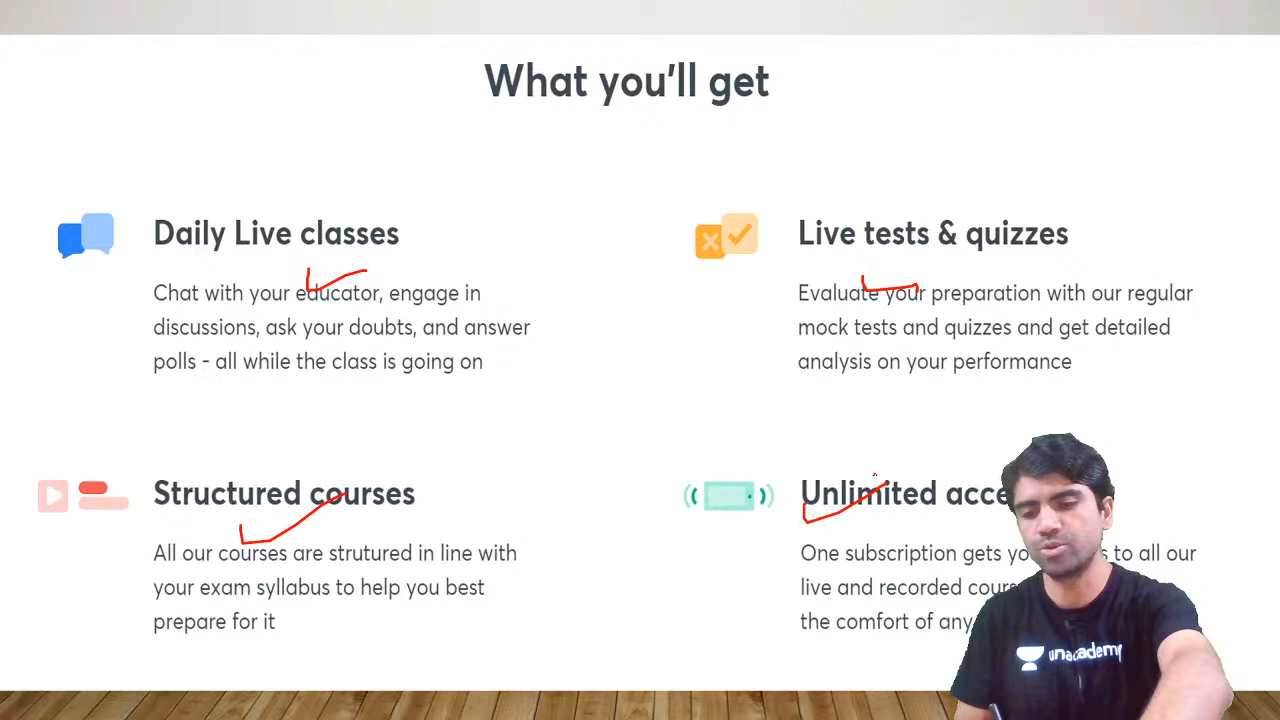 What you'll get
Daily Live classes
Chat with your educator, engage in
discussions, ask your doubts, and answer
polls - all while the class is going on
Live tests & quizzes
Evaluate your preparation with our regular
mock tests and quizzes and get detailed
analysis on your performance
Structured courses
All our courses are strutured in line with
your exam syllabus to help you best
prepare for it
Unlimited
One subscription gets to all our
live and recorded
the comfort of any
unacademy